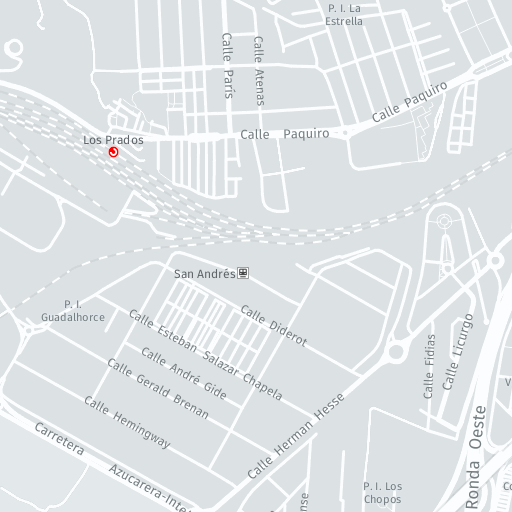 P. I. La
Estrella
Calle París
Calle Atenas
Calle Paquiro
Calle Paquiro
Los Prados
San Andrés
P. I.
Guadalhorce
Calle Diderot
Calle Esteban Salazar Chapela
Calle André Gide
Calle Gerald Brenan
Calle Hemingway
Calle Herman Hesse
Calle Fidias
Calle Licurgo
Carretera
Azucarera-Inte
Ronda Oeste
P. I. Los
Chopos